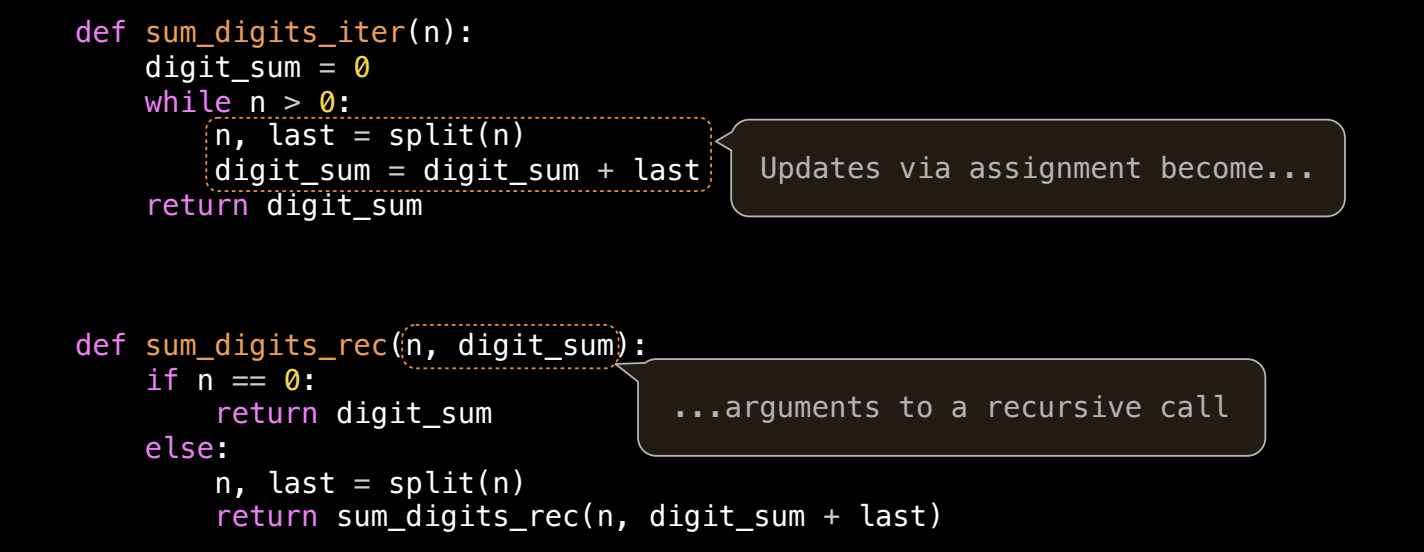 def sum_digits_iter(n):
digit_sum = 0
while n > 0:
n, last = split(n)
digit_sum = digit_sum + last
return digit_sum
Updates via assignment become...
def sum_digits_rec(n, digit_sum):
if n == 0:
return digit_sum
else:
n, last = split(n)
return sum_digits_rec(n, digit_sum + last)
...arguments to a recursive call